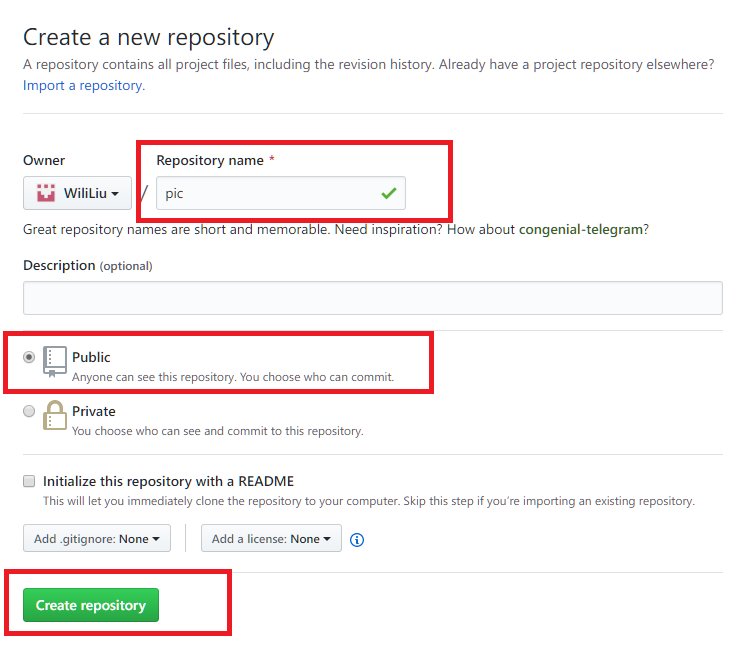 Create a new repository
A repository contains all project files, including the revision history. Already have a project repository elsewhere?
Import a repository.
Owner
Repository name *
WiliLiu
/
pic
Great repository names are short and memorable. Need inspiration? How about congenial-telegram?
Description (optional)
Public
Anyone can see this repository. You choose who can commit.
Private
You choose who can see and commit to this repository.
Initialize this repository with a README
This will let you immediately clone the repository to your computer. Skip this step if you're importing an existing repository.
Add .gitignore: None
Add a license: None
Create repository